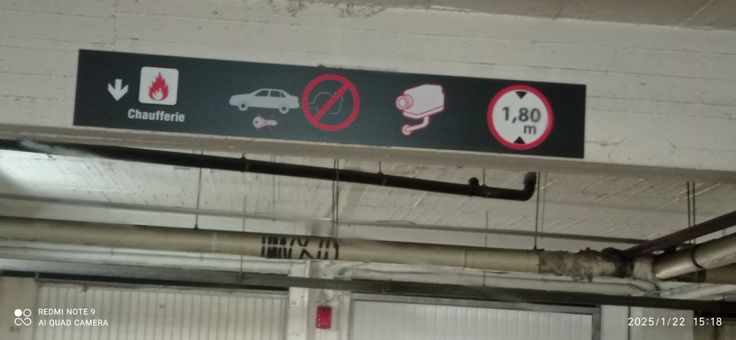 Chaufferie
1,80
m
REDMI NOTE 9
AI QUAD CAMERA
2025/1/22 15:18